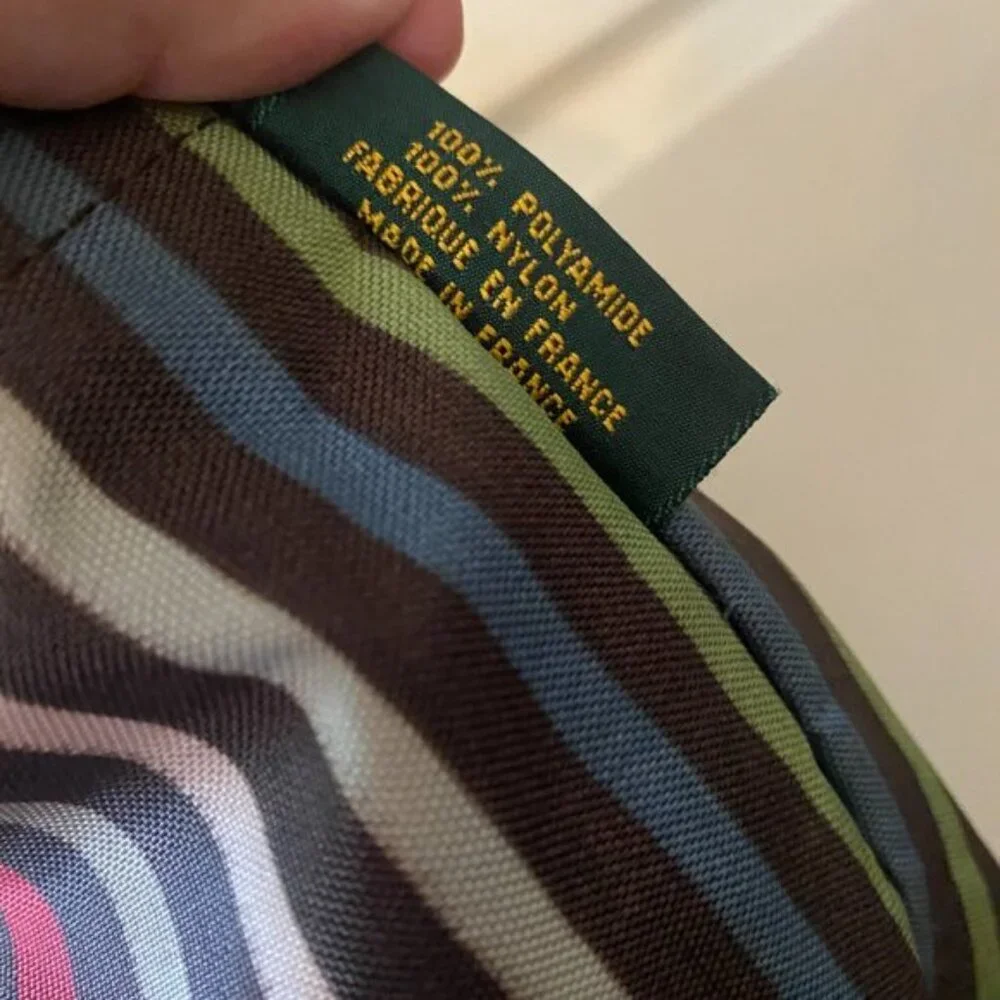 100% POLYAMIDE
100% NYLON
FABRIQUE EN FRANCE
MADE IN FRANCE